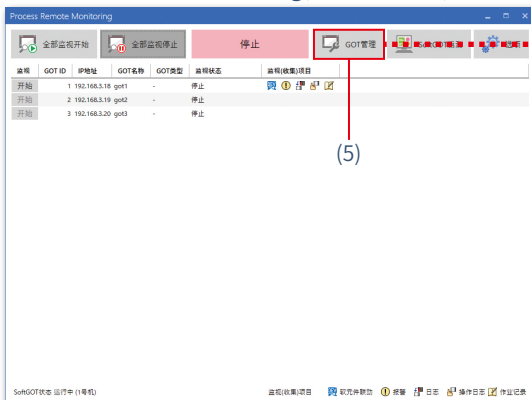 Process Remote Monitoring
全部监视开始 全部监视停止 停止 GOT管理
监视 GOT ID IP地址 GOT名称 GOT类型 监视状态 监视(收集)项目
开始 1 192.168.3.18 got1 - 停止
开始 2 192.168.3.19 got2 - 停止
开始 3 192.168.3.20 got3 - 停止
(5)
SoftGOT状态 运行中 (1号机) 监视(收集)项目 软元件联动 报警 日志 操作日志 作业记录